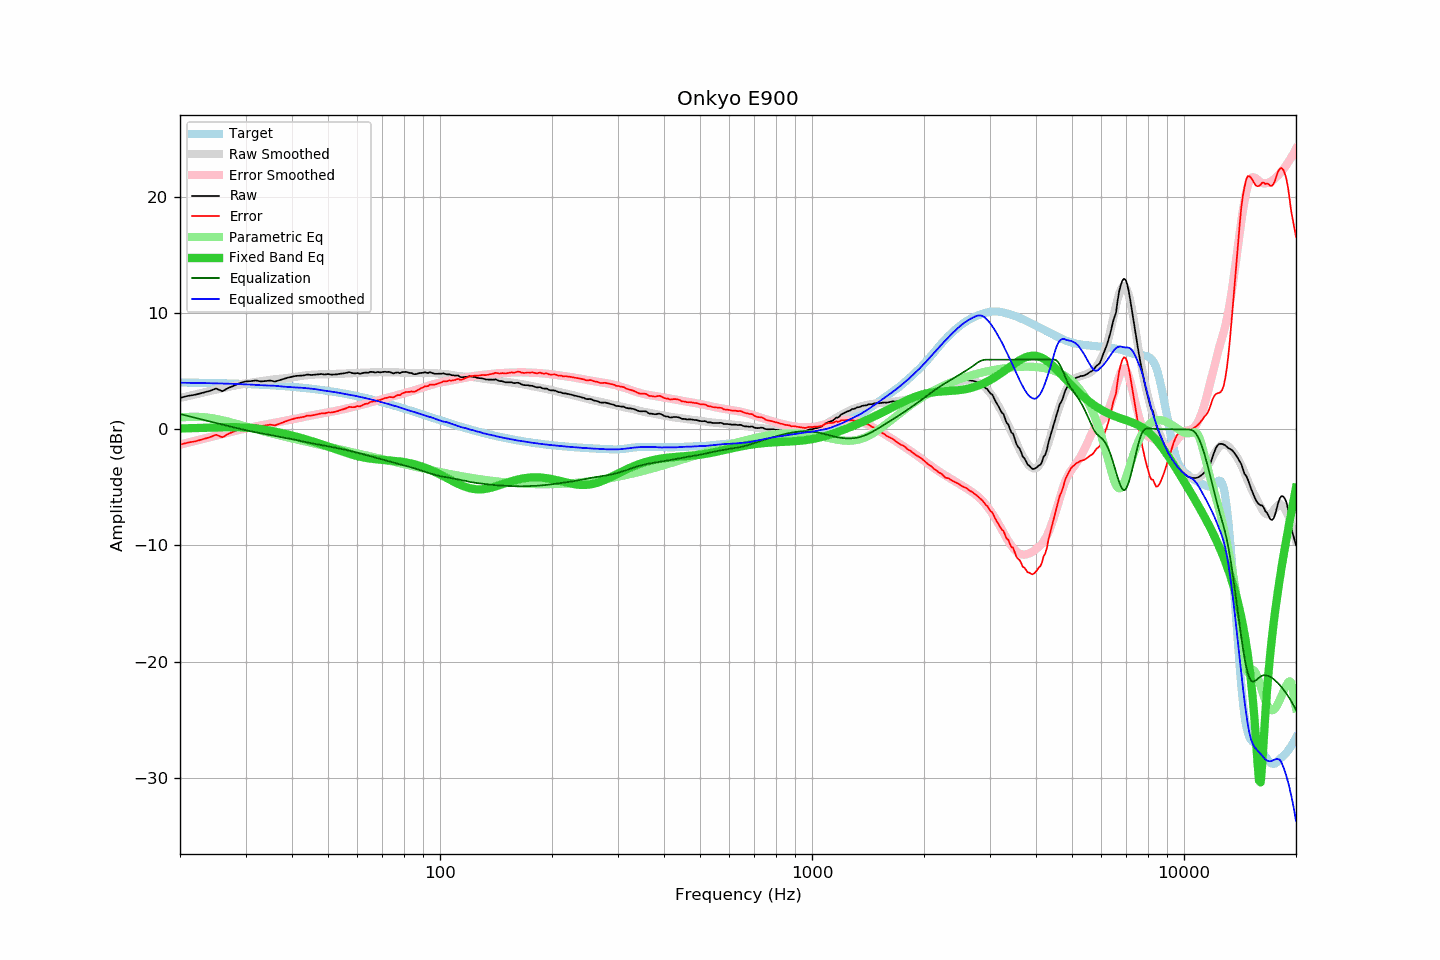 Onkyo E900
Target
Raw Smoothed
Error Smoothed
Raw
Error
Parametric Eq
Fixed Band Eq
Equalization
Equalized smoothed
20
10
0
−10
−20
−30
Amplitude (dBr)
100
1000
10000
Frequency (Hz)